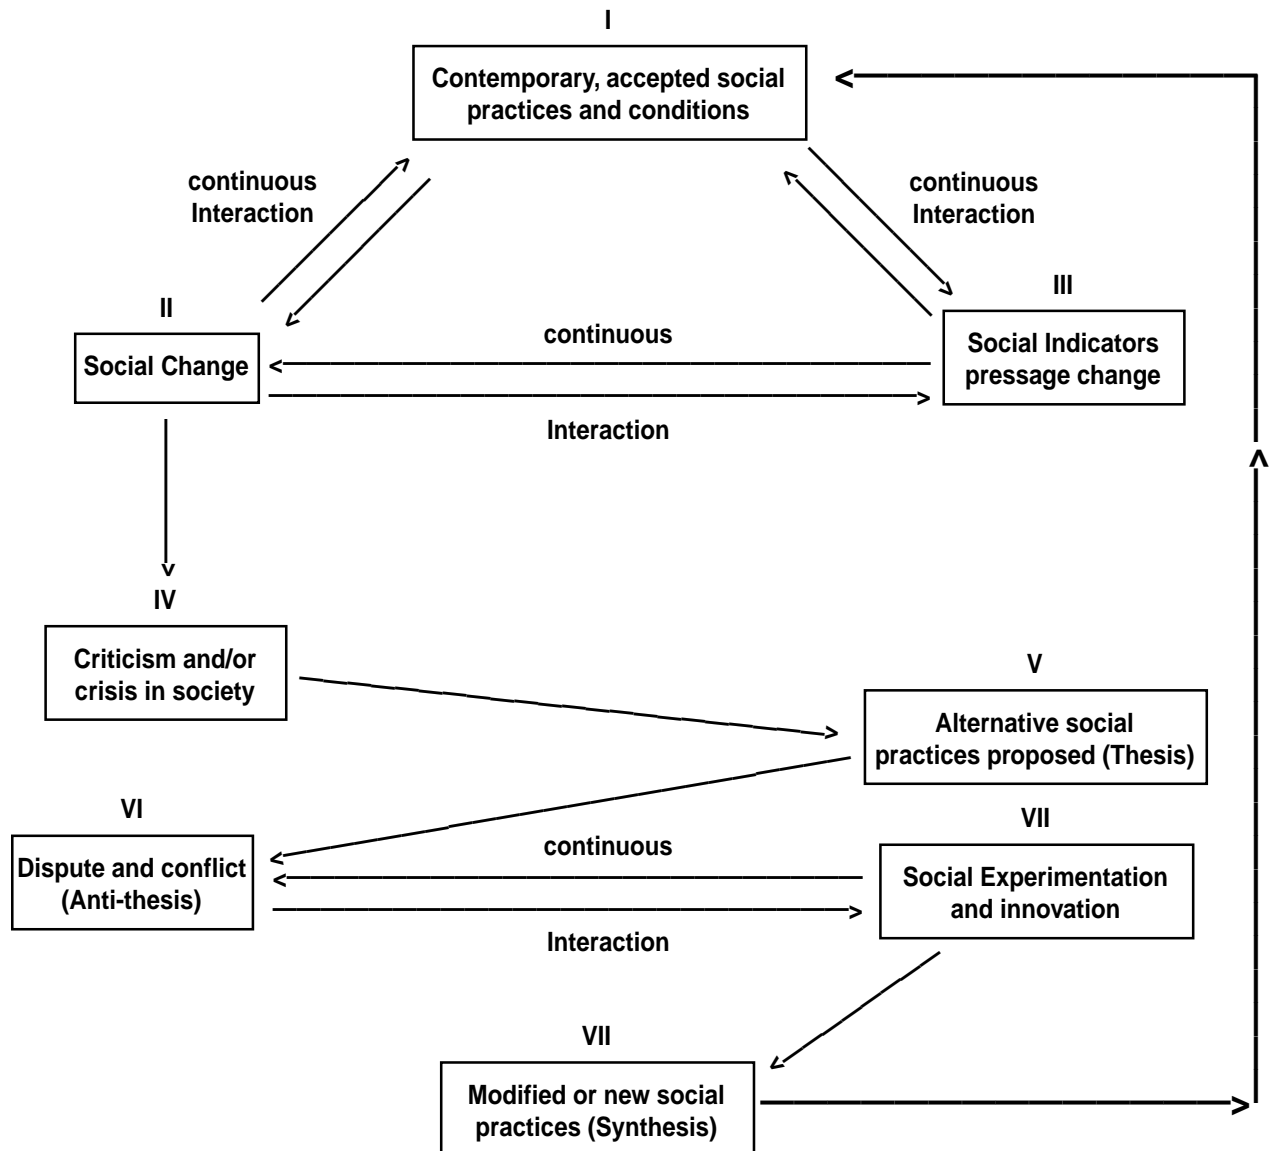 I
Contemporary, accepted social
practices and conditions
continuous
Interaction
continuous
Interaction
II
Social Change
III
Social Indicators
pressage change
continuous
Interaction
IV
Criticism and/or
crisis in society
V
Alternative social
practices proposed (Thesis)
VI
Dispute and conflict
(Anti-thesis)
continuous
Interaction
VII
Social Experimentation
and innovation
VII
Modified or new social
practices (Synthesis)